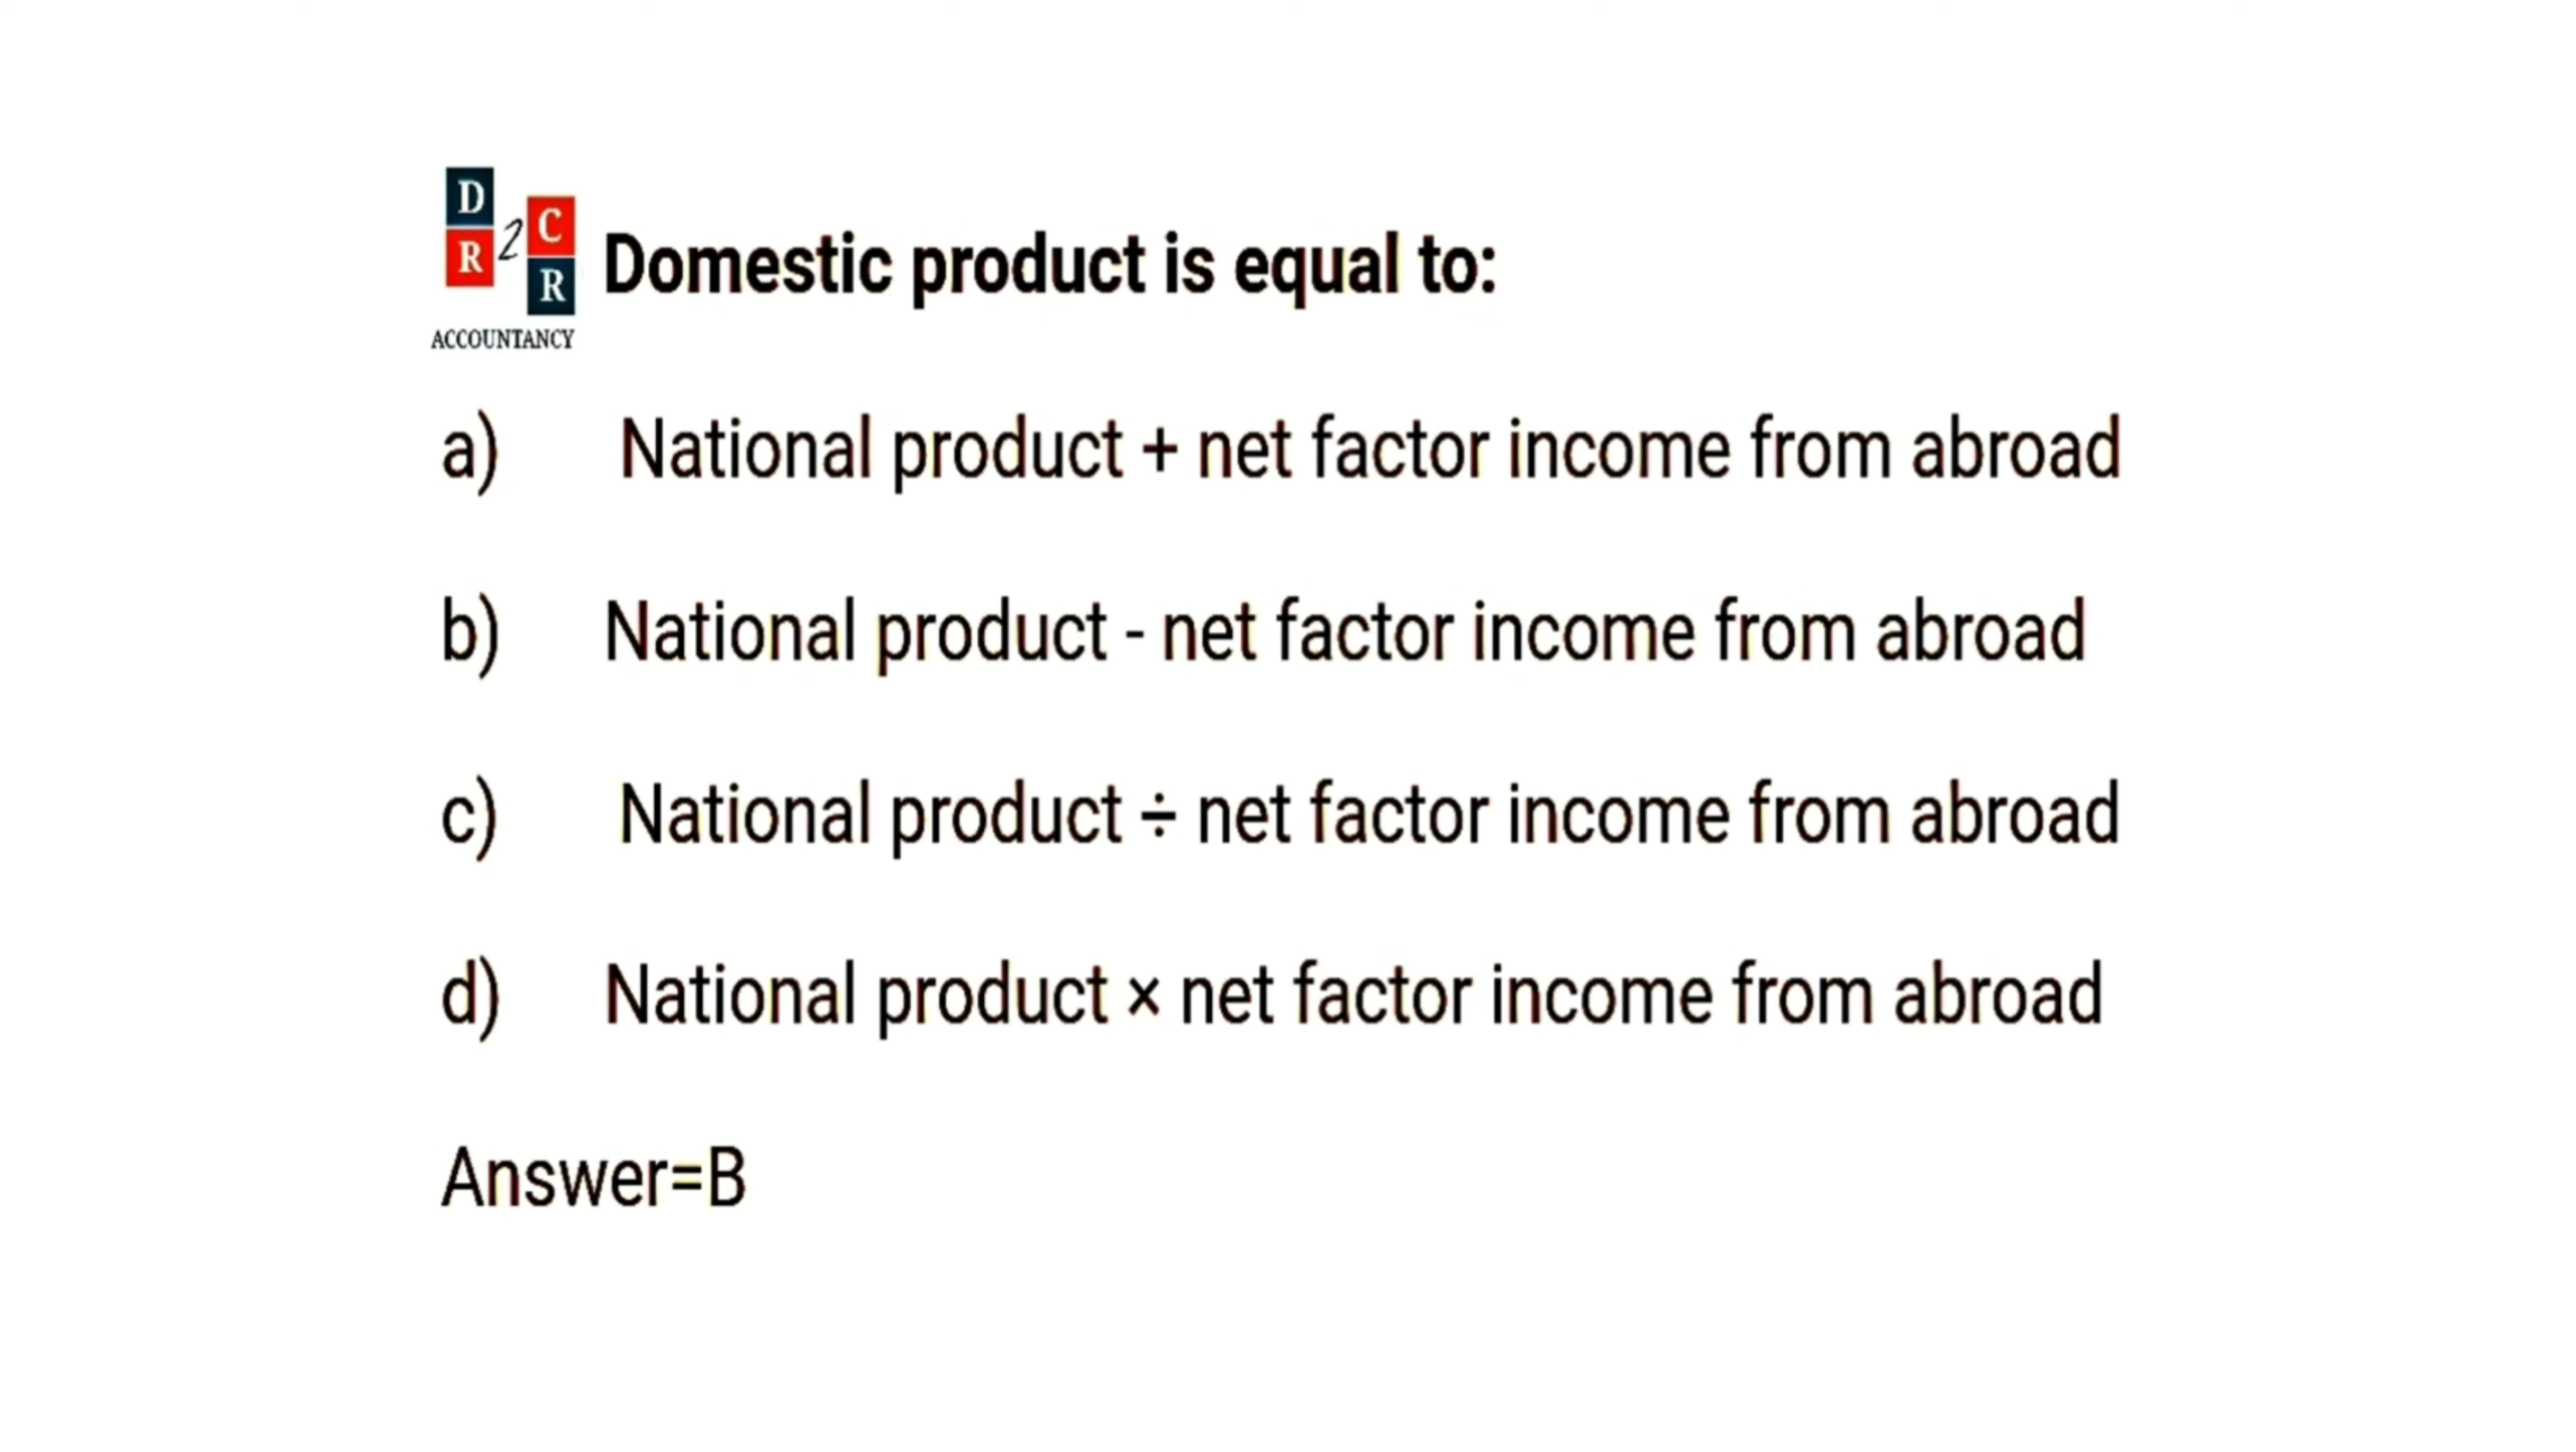 D
R
2
C
R
ACCOUNTANCY
Domestic product is equal to:
a) National product + net factor income from abroad
b) National product - net factor income from abroad
c) National product ÷ net factor income from abroad
d) National product × net factor income from abroad
Answer=B